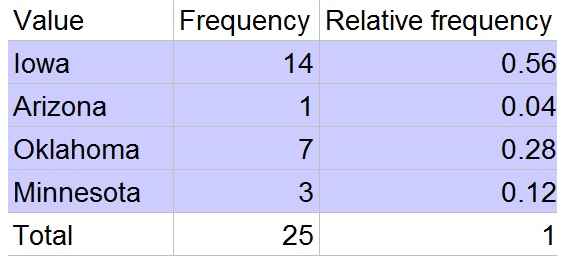 Value Frequency Relative frequency
Iowa 14 0.56
Arizona 1 0.04
Oklahoma 7 0.28
Minnesota 3 0.12
Total 25 1